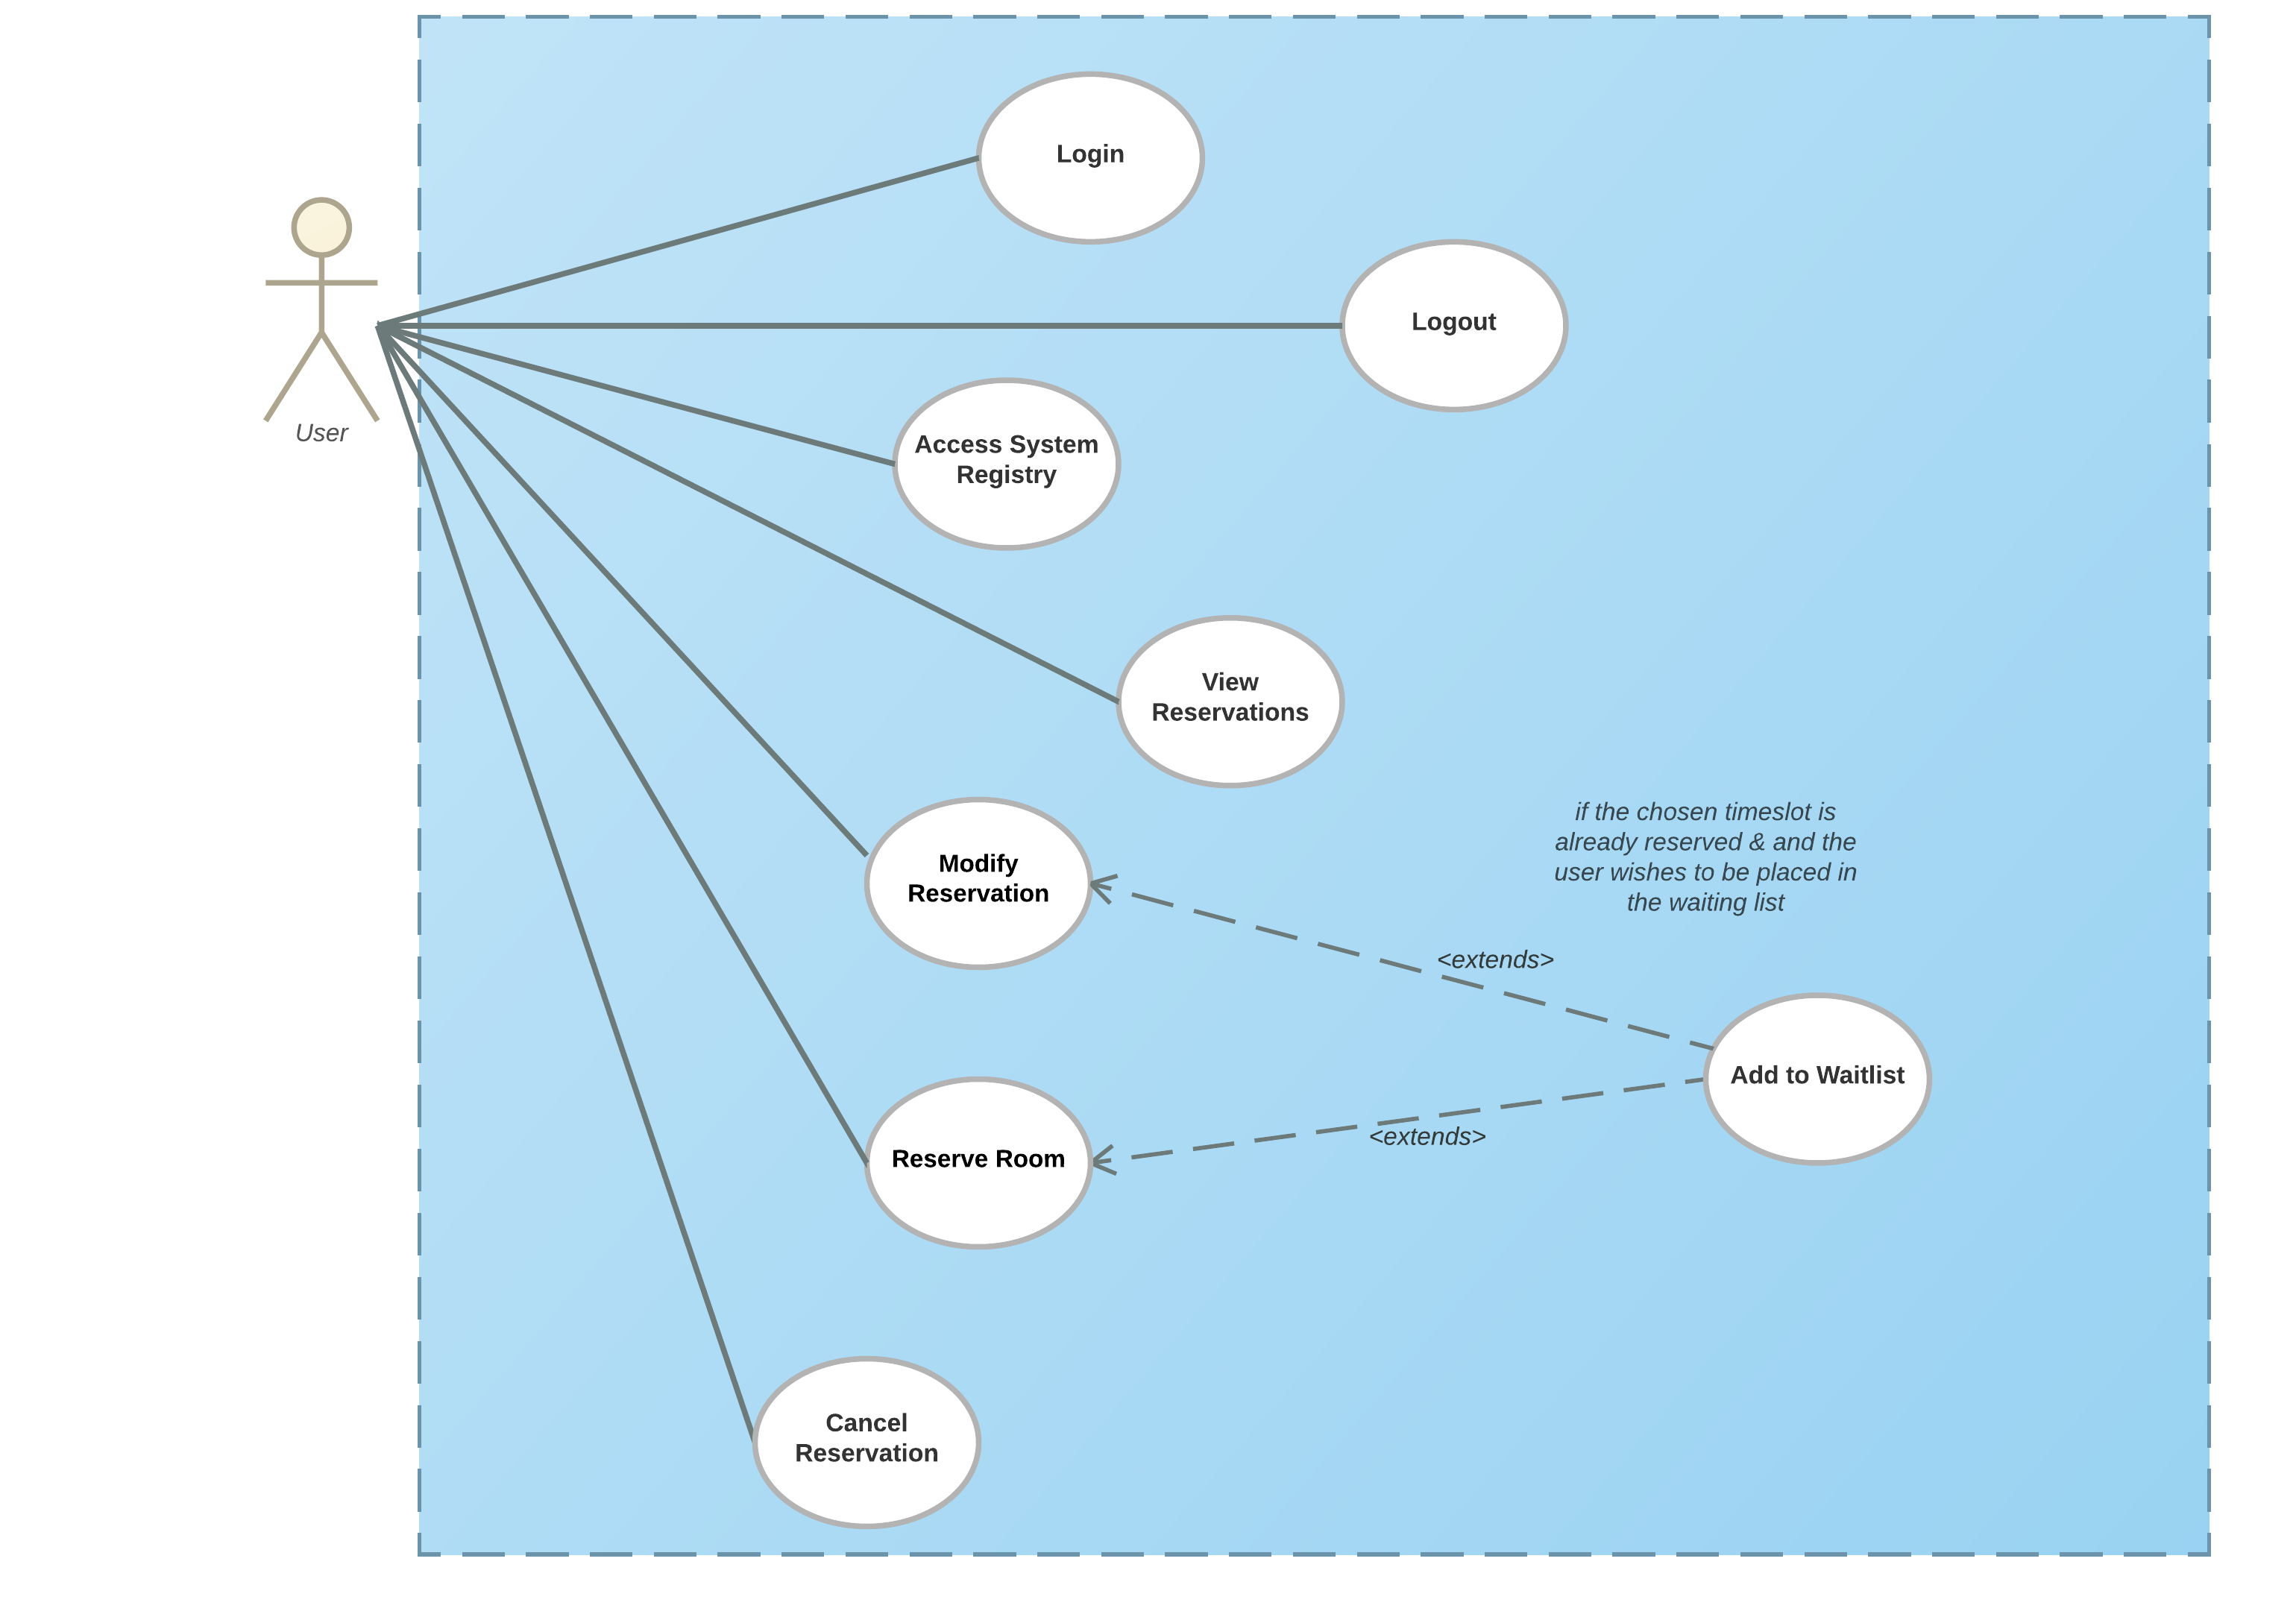 Login
Logout
User
Access System
Registry
View
Reservations
if the chosen timeslot is
already reserved & and the
user wishes to be placed in
the waiting list
Modify
Reservation
<extends>
Add to Waitlist
<extends>
Reserve Room
Cancel
Reservation